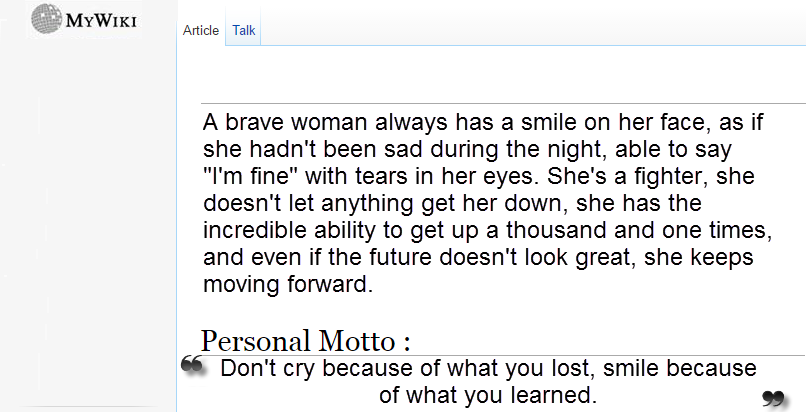 MyWiki
Article Talk
A brave woman always has a smile on her face, as if
she hadn't been sad during the night, able to say
"I'm fine" with tears in her eyes. She's a fighter, she
doesn't let anything get her down, she has the
incredible ability to get up a thousand and one times,
and even if the future doesn't look great, she keeps
moving forward.
Personal Motto :
❝ Don't cry because of what you lost, smile because
of what you learned. ❞